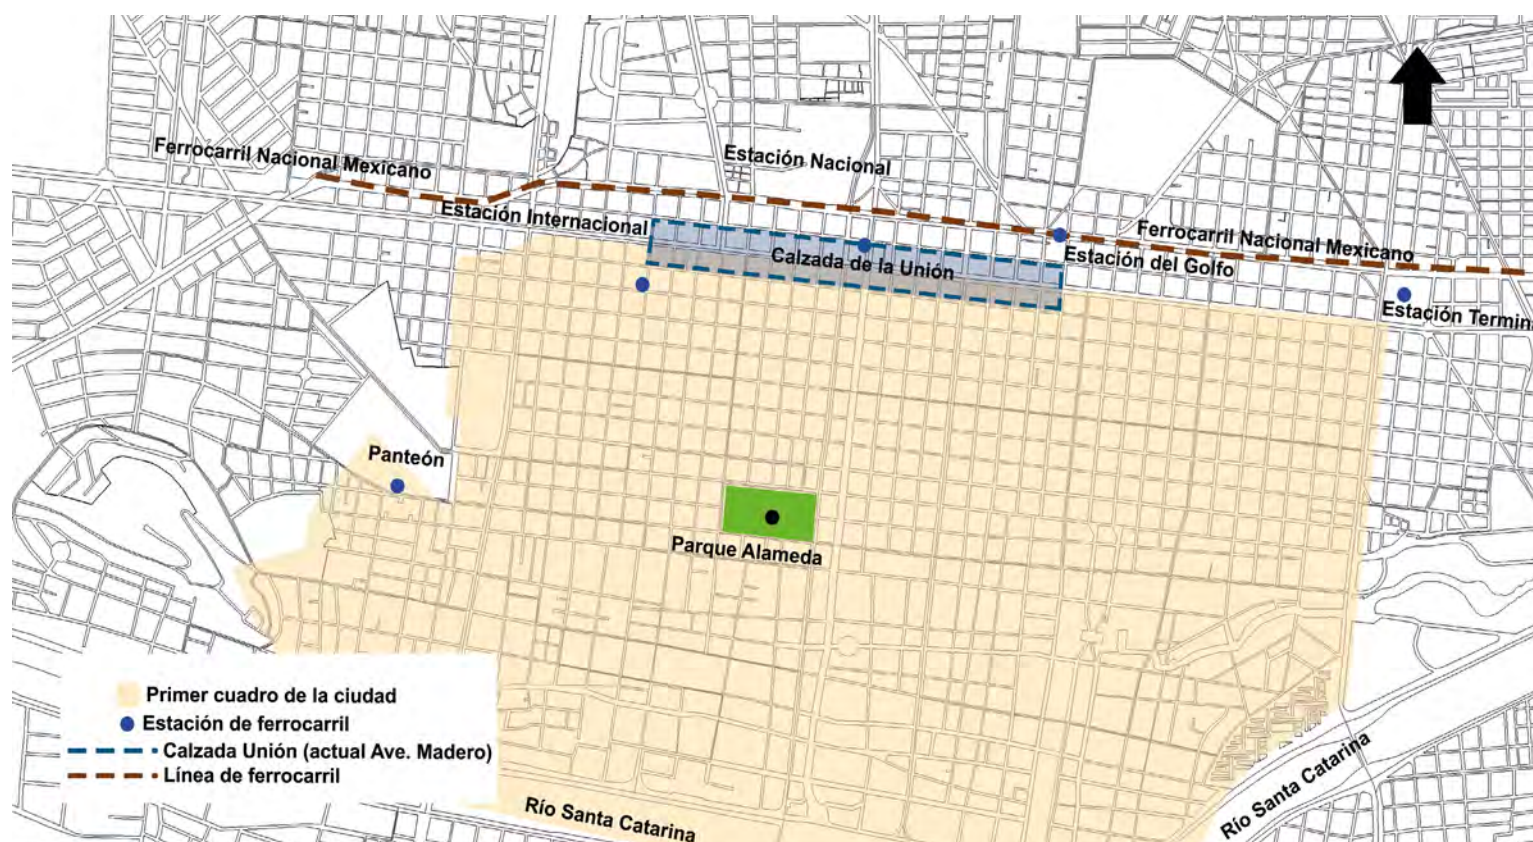 Ferrocarril Nacional Mexicano
Estación Nacional
Estación Internacional
Ferrocarril Nacional Mexicano
Calzada de la Unión
Estación del Golfo
Estación Termina
Panteón
Parque Alameda
Primer cuadro de la ciudad
Estación de ferrocarril
Calzada Unión (actual Ave. Madero)
Línea de ferrocarril
Río Santa Catarina
Río Santa Catarina